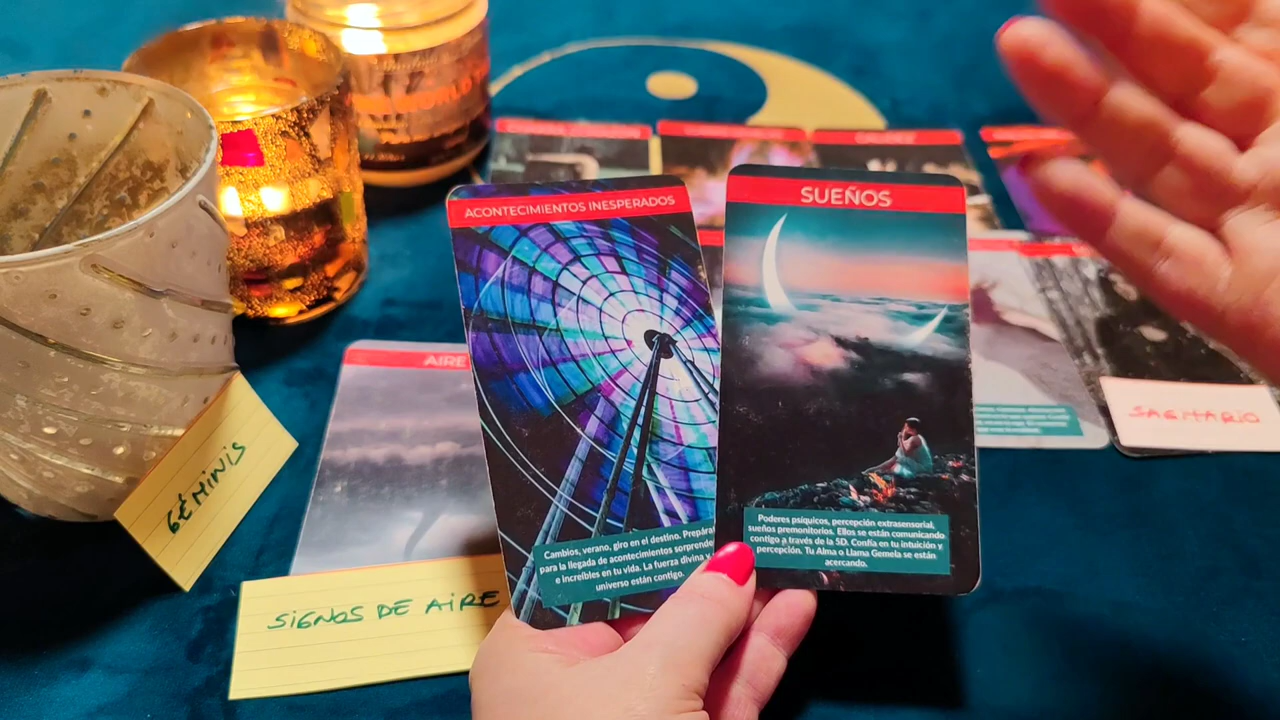 ACONTECIMIENTOS INESPERADOS
SUEÑOS
AIRE
SAGITARIO
GÉMINIS
SIGNOS DE AIRE
Cambios, verano, giro en el destino. Prepárat
para la llegada de acontecimientos sorprende
e increíbles en tu vida. La fuerza divina y
universo están contigo.
Poderes psíquicos, percepción extrasensorial,
sueños premonitorios. Ellos se están comunicando
contigo a través de la 5D. Confía en tu intuición y
percepción. Tu Alma o Llama Gemela se están
acercando.